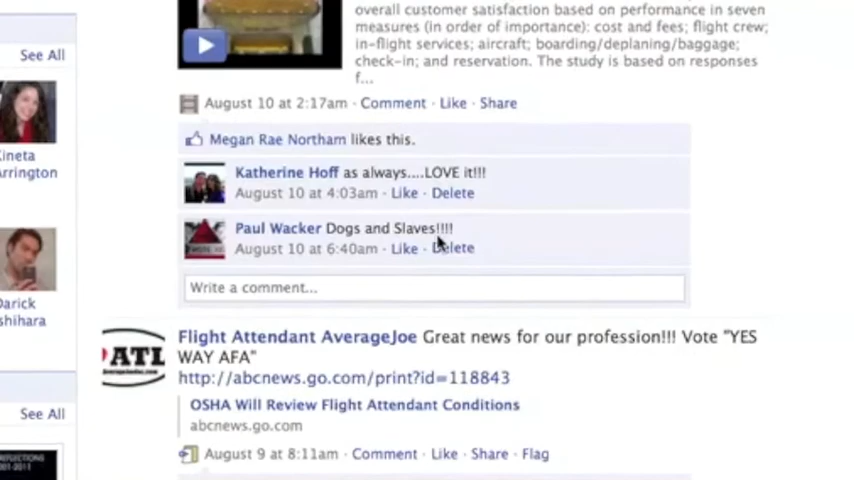 overall customer satisfaction based on performance in seven
measures (in order of importance): cost and fees; flight crew;
in-flight services; aircraft; boarding/deplaning/baggage;
check-in; and reservation. The study is based on responses
f...
See All
August 10 at 2:17am · Comment · Like · Share
Megan Rae Northam likes this.
Kineta
Arrington
Katherine Hoff as always....LOVE it!!!
August 10 at 4:03am · Like · Delete
Paul Wacker Dogs and Slaves!!!!
August 10 at 6:40am · Like · Delete
Write a comment...
Darick
shihara
ATL
Flight Attendant AverageJoe Great news for our profession!!! Vote "YES
WAY AFA"
http://abcnews.go.com/print?id=118843
OSHA Will Review Flight Attendant Conditions
abcnews.go.com
See All
August 9 at 8:11am · Comment · Like · Share · Flag